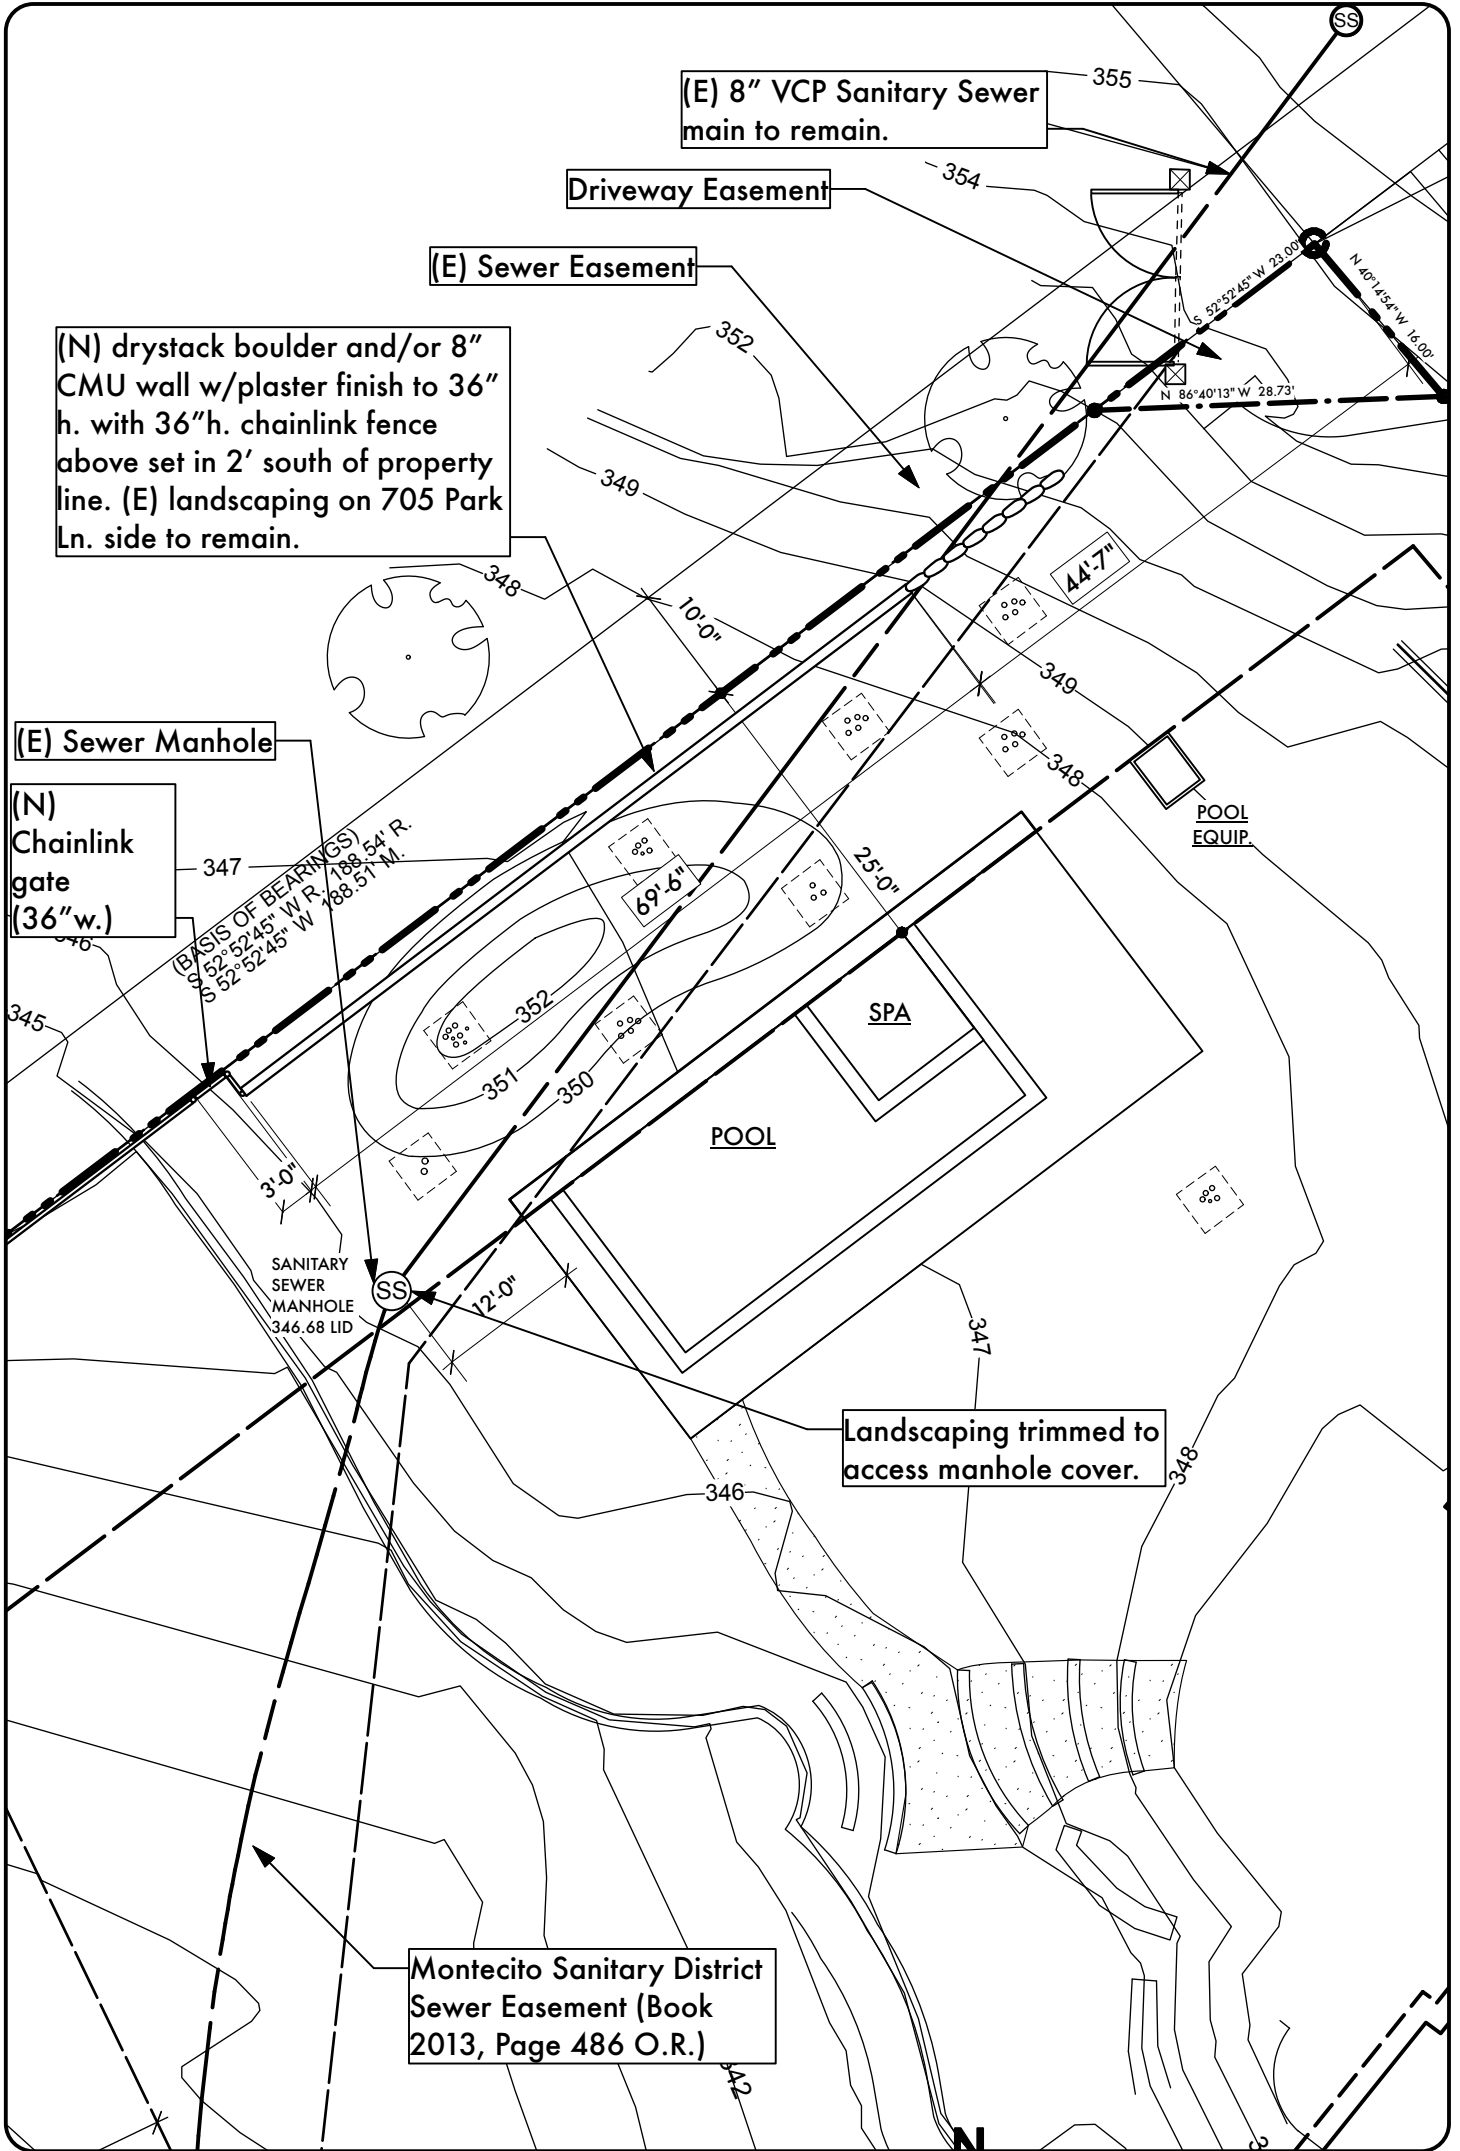 SS
355
(E) 8” VCP Sanitary Sewer
main to remain.
354
Driveway Easement
(E) Sewer Easement
S 52°52'45" W 23.00'
N 40°14'54" W 16.00'
N 86°40'13" W 28.73'
352
(N) drystack boulder and/or 8”
CMU wall w/plaster finish to 36”
h. with 36”h. chainlink fence
above set in 2’ south of property
line. (E) landscaping on 705 Park
Ln. side to remain.
349
348
10'-0"
44'-7"
349
348
(E) Sewer Manhole
(N)
Chainlink
gate
(36”w.)
347
(BASIS OF BEARINGS)
S 52°52'45" W R. 188.54' R.
S 52°52'45" W 188.51' M.
POOL
EQUIP.
69'-6"
25'-0"
345
352
351
350
SPA
POOL
3'-0"
SANITARY
SEWER
MANHOLE
346.68 LID
SS
12'-0"
347
Landscaping trimmed to
access manhole cover.
348
346
Montecito Sanitary District
Sewer Easement (Book
2013, Page 486 O.R.)
N